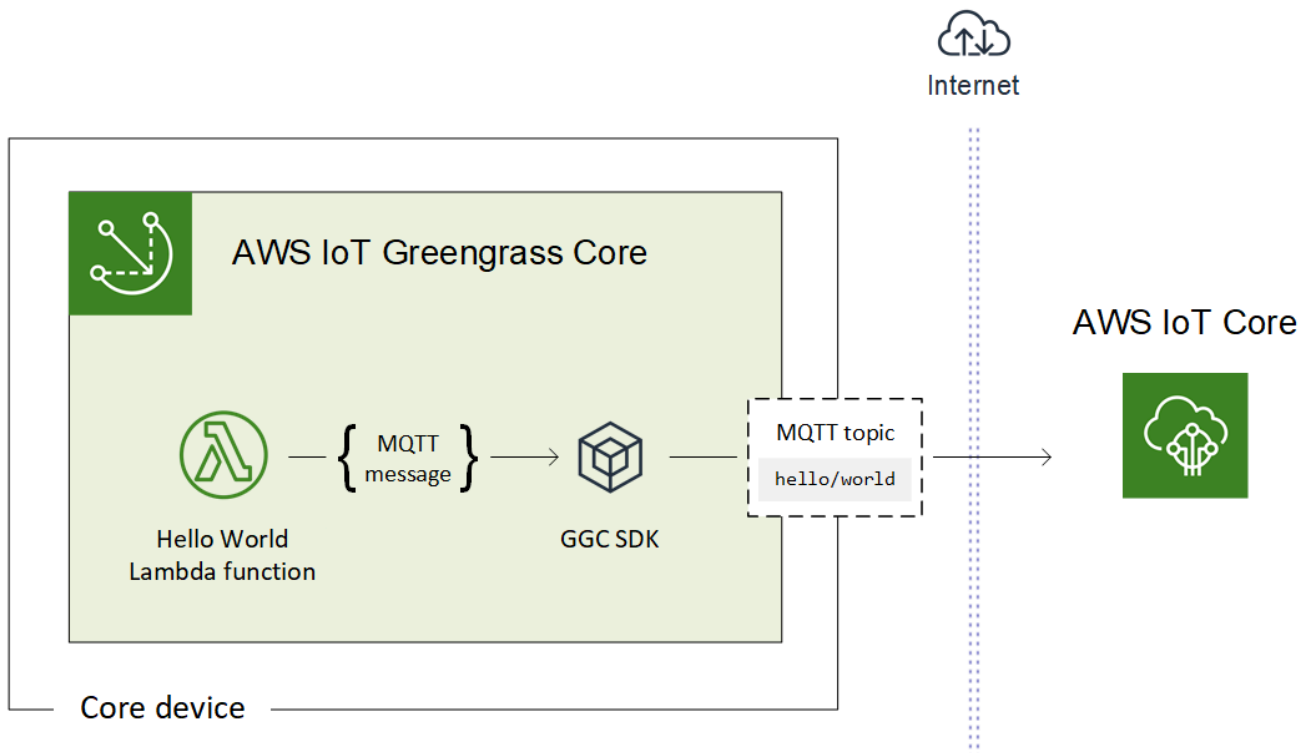 Internet
AWS IoT Greengrass Core
AWS IoT Core
MQTT topic
hello/world
MQTT
message
Hello World
Lambda function
GGC SDK
Core device